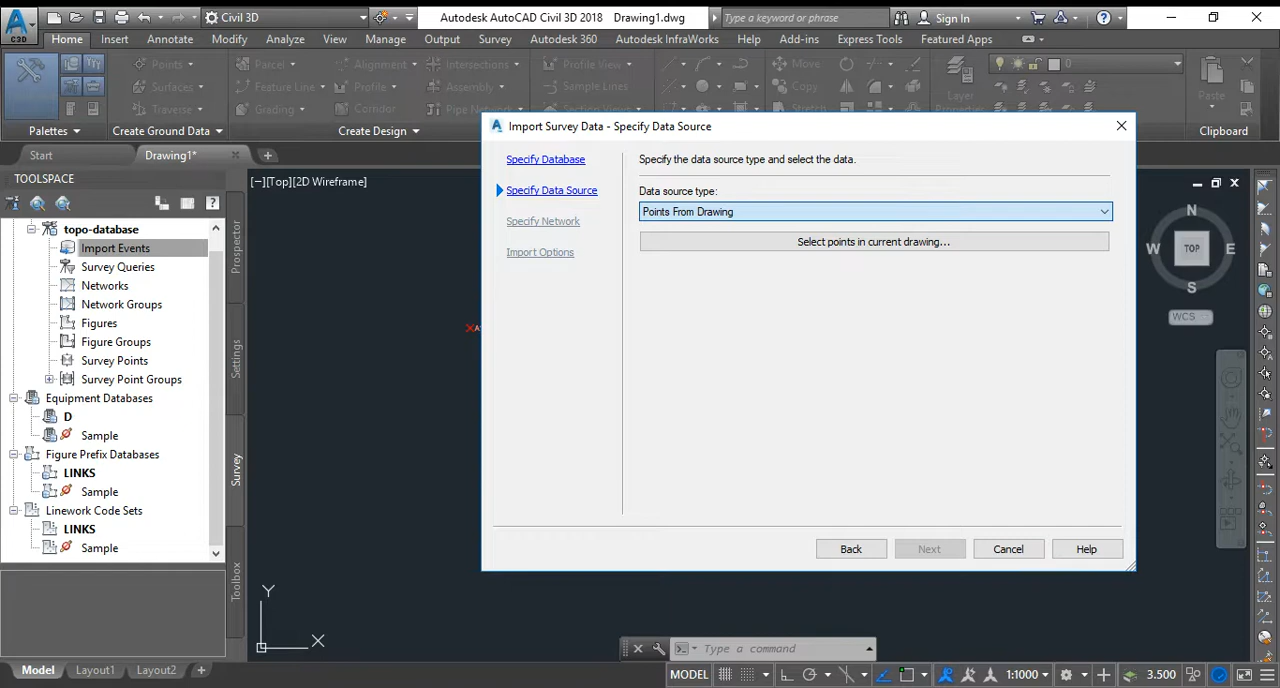 Civil 3D
Autodesk AutoCAD Civil 3D 2018 Drawing1.dwg
Type a keyword or phrase
Sign In
C3D
Home Insert Annotate Modify Analyze View Manage Output Survey Autodesk 360 Autodesk InfraWorks Help Add-ins Express Tools Featured Apps
Points Parcel Alignment Intersections Profile View Move 0
Surfaces Feature Line Profile Assembly Sample Lines Copy Layer Paste
Traverse Grading Corridor Pipe Network Section Views Stretch Properties
Palettes Create Ground Data Create Design Clipboard
Start Drawing1*
TOOLSPACE
[−][Top][2D Wireframe]
topo-database
Import Events
Survey Queries
Networks
Network Groups
Figures
Figure Groups
Survey Points
Survey Point Groups
Equipment Databases
D
Sample
Figure Prefix Databases
LINKS
Sample
Linework Code Sets
LINKS
Sample
Prospector
Settings
Survey
Toolbox
Import Survey Data - Specify Data Source
Specify Database
Specify Data Source
Specify Network
Import Options
Specify the data source type and select the data.
Data source type:
Points From Drawing
Select points in current drawing...
Back Next Cancel Help
N
W TOP E
S
WCS
Y
X
Type a command
Model Layout1 Layout2 +
MODEL 1:1000 3.500